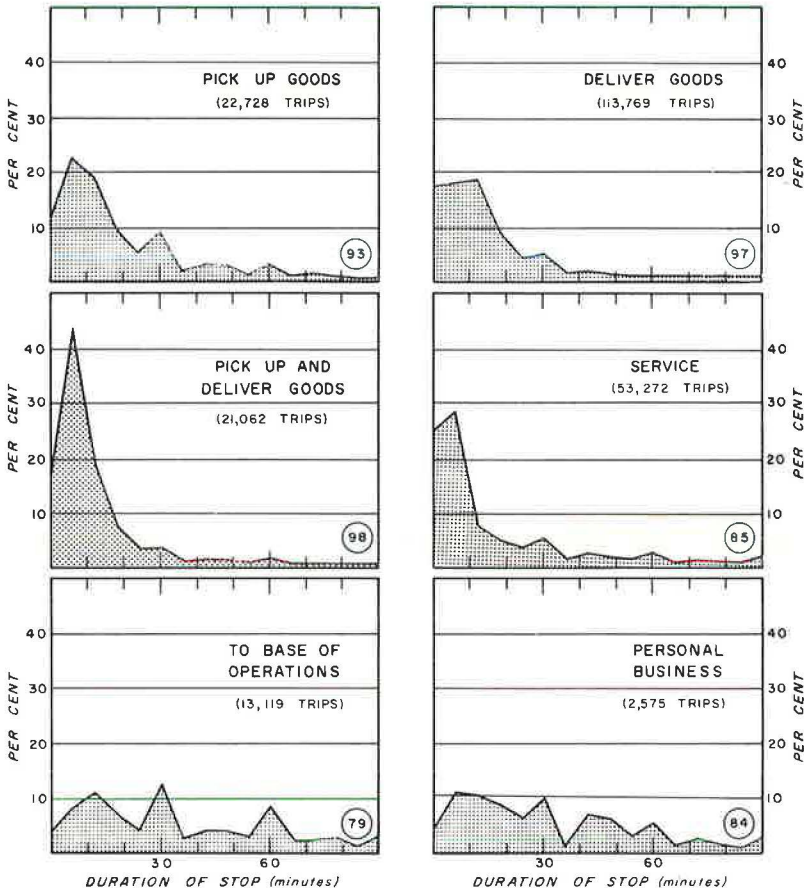 PICK UP GOODS
(22,728 TRIPS)
PER CENT
40
30
20
10
93
DELIVER GOODS
(113,769 TRIPS)
40
30
20
10
PER CENT
97
PICK UP AND
DELIVER GOODS
(21,062 TRIPS)
PER CENT
40
30
20
10
98
SERVICE
(53,272 TRIPS)
40
30
20
10
PER CENT
85
TO BASE OF
OPERATIONS
(13,119 TRIPS)
PER CENT
40
30
20
10
79
30
60
DURATION OF STOP (minutes)
PERSONAL
BUSINESS
(2,575 TRIPS)
40
30
20
10
PER CENT
84
30
60
DURATION OF STOP (minutes)